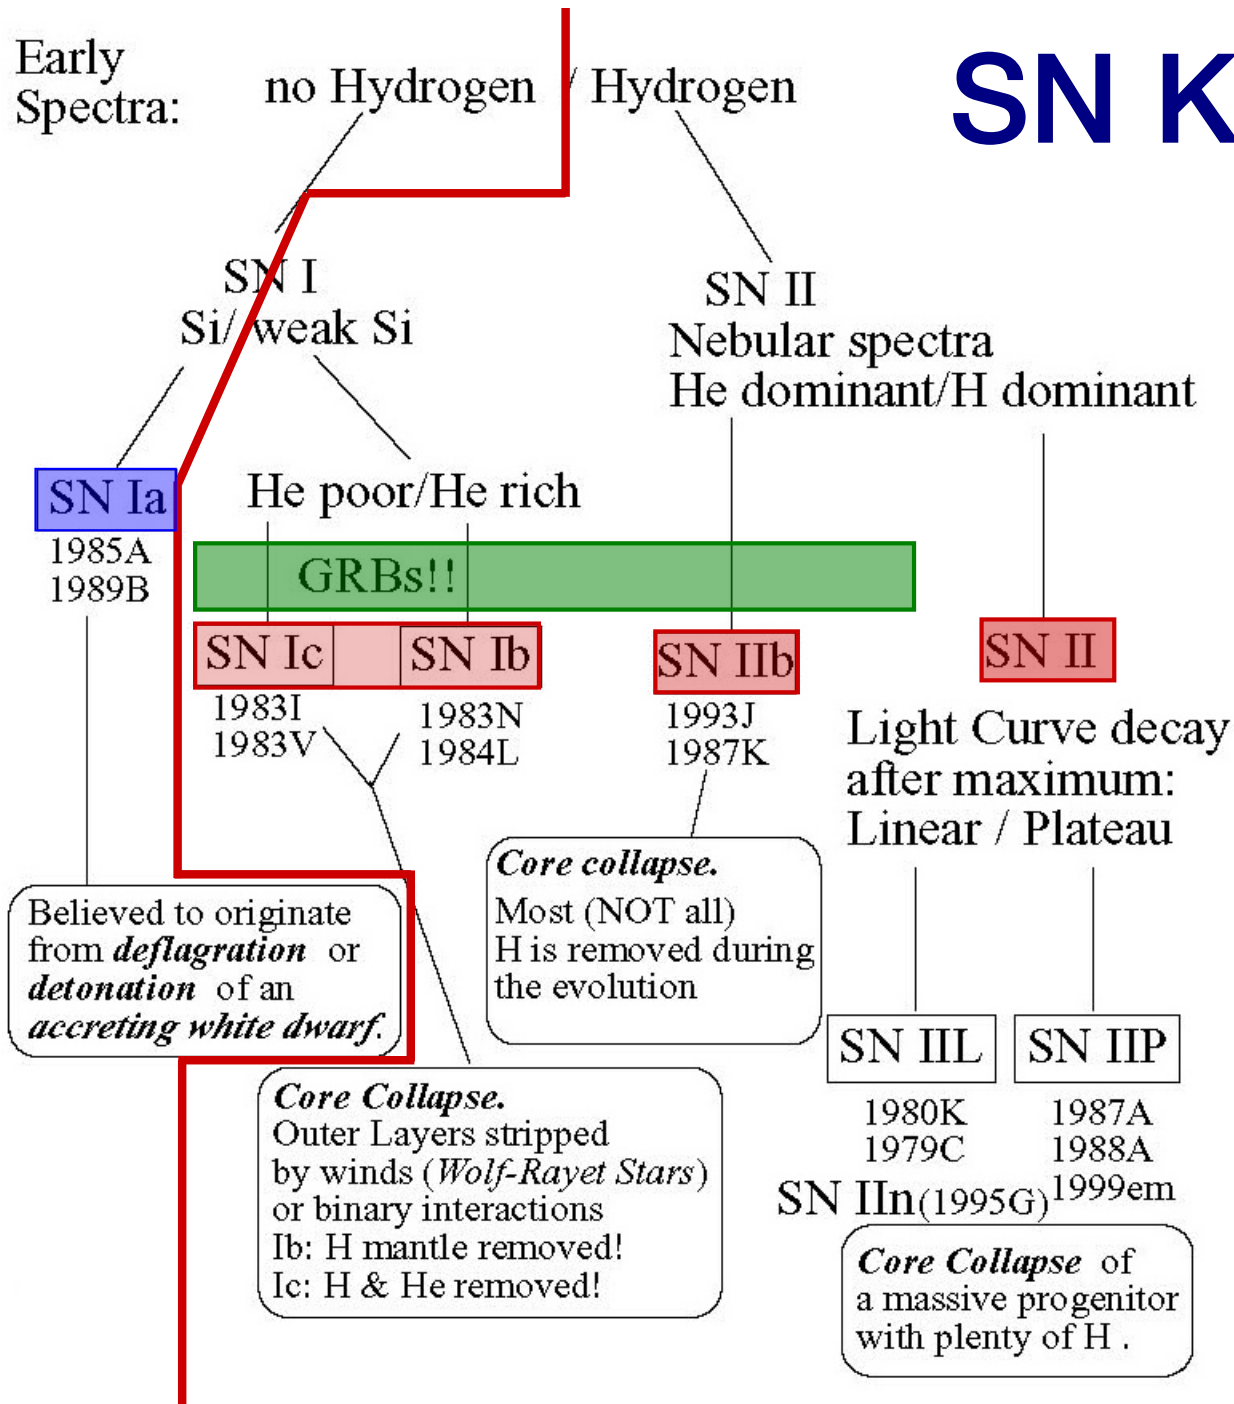 Early
Spectra:
no Hydrogen / Hydrogen
SN K
SN I
Si/ weak Si
SN II
Nebular spectra
He dominant/H dominant
SN Ia
1985A
1989B
He poor/He rich
GRBs!!
SN Ic
1983I
1983V
SN Ib
1983N
1984L
SN IIb
1993J
1987K
SN II
Light Curve decay
after maximum:
Linear / Plateau
Believed to originate
from deflagration or
detonation of an
accreting white dwarf.
Core collapse.
Most (NOT all)
H is removed during
the evolution
Core Collapse.
Outer Layers stripped
by winds (Wolf-Rayet Stars)
or binary interactions
Ib: H mantle removed!
Ic: H & He removed!
SN IIL
1980K
1979C
SN IIP
1987A
1988A
1999em
SN IIn(1995G)
Core Collapse of
a massive progenitor
with plenty of H .